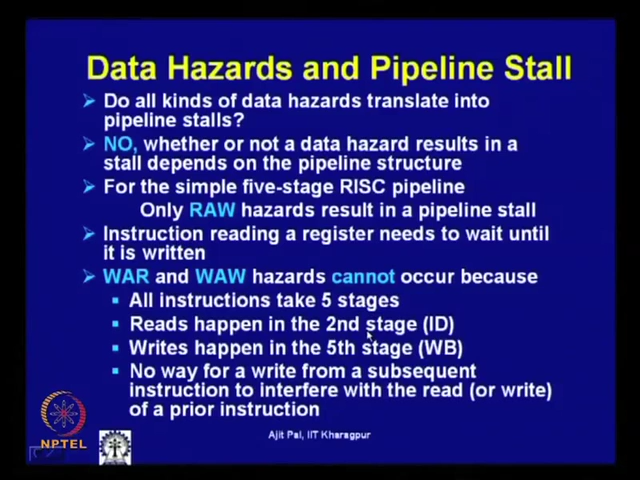 Data Hazards and Pipeline Stall
Do all kinds of data hazards translate into
pipeline stalls?
NO, whether or not a data hazard results in a
stall depends on the pipeline structure
For the simple five-stage RISC pipeline
Only RAW hazards result in a pipeline stall
Instruction reading a register needs to wait until
it is written
WAR and WAW hazards cannot occur because
All instructions take 5 stages
Reads happen in the 2nd stage (ID)
Writes happen in the 5th stage (WB)
No way for a write from a subsequent
instruction to interfere with the read (or write)
of a prior instruction
NPTEL
Ajit Pal, IIT Kharagpur